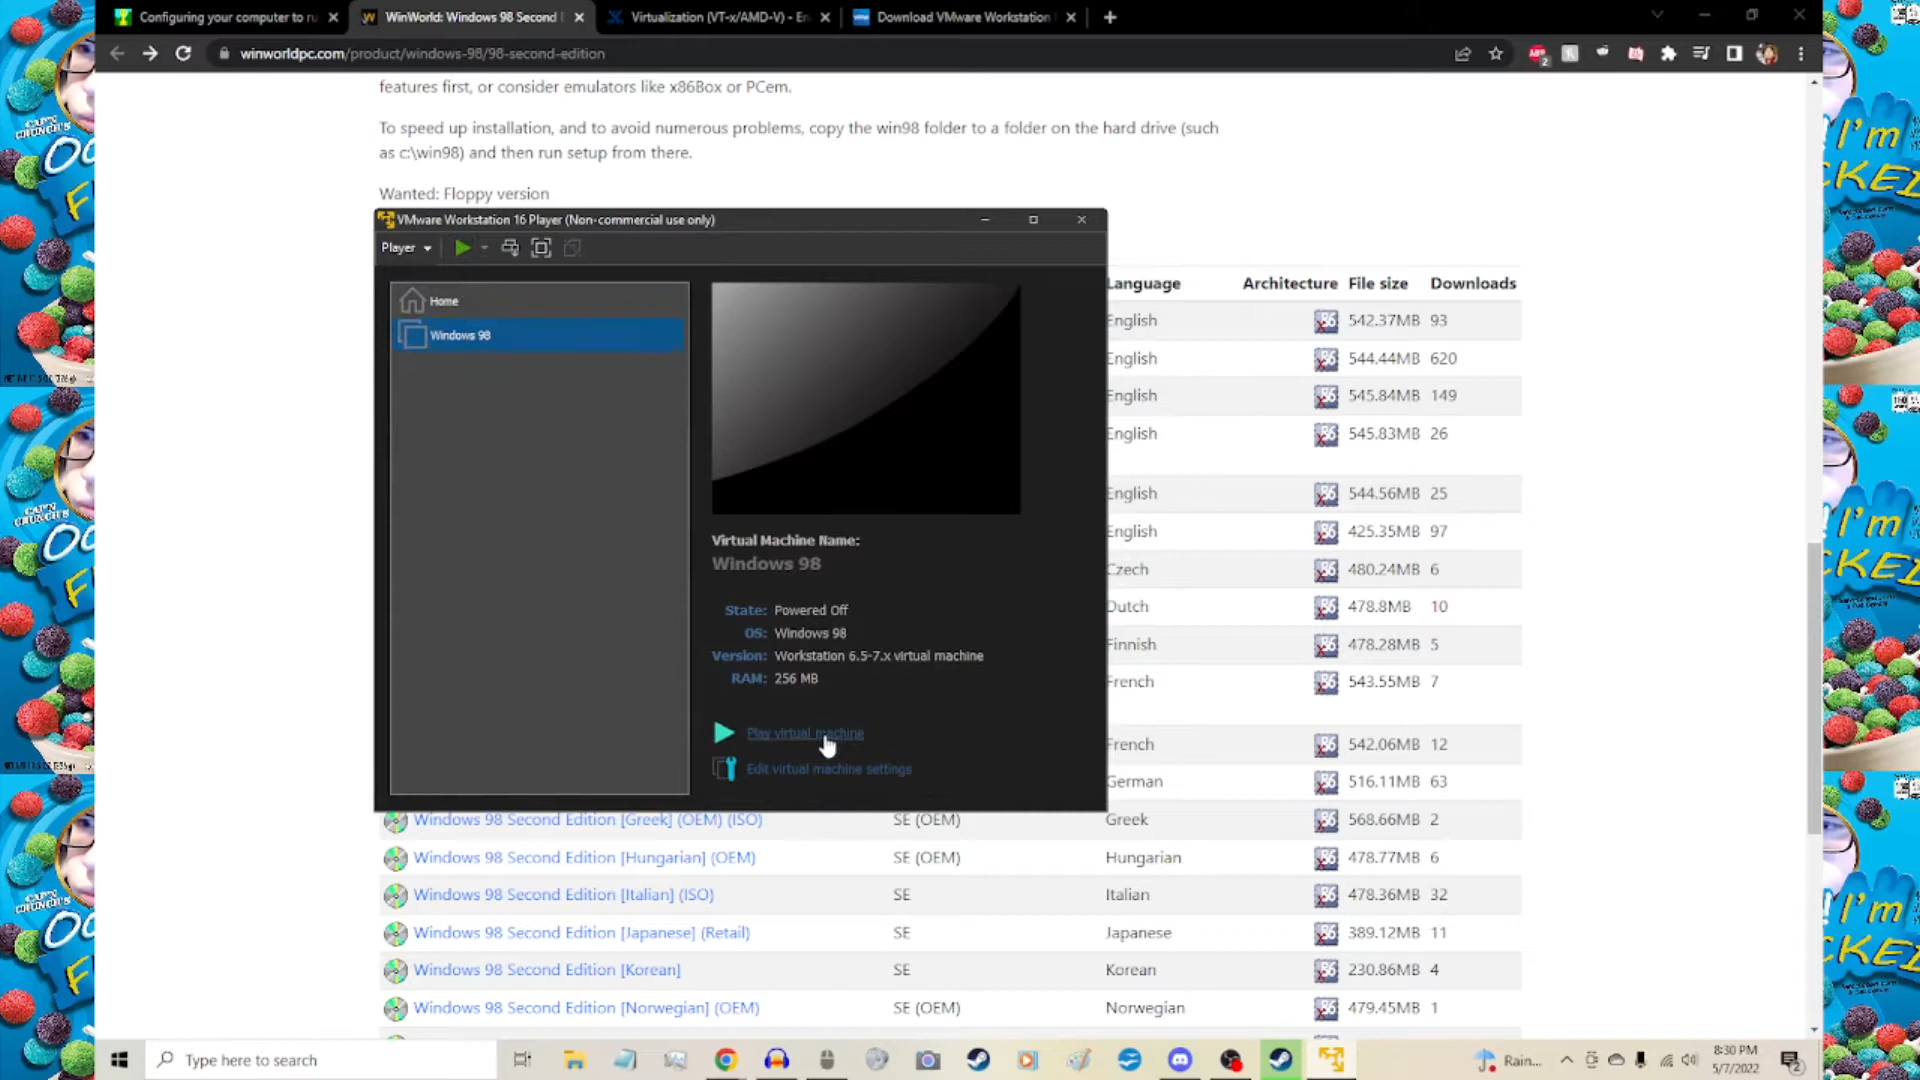 Configuring your computer to ru
WinWorld: Windows 98 Second
Virtualization (VT-x/AMD-V) - En
Download VMware Workstation
winworldpc.com/product/windows-98/98-second-edition
features first, or consider emulators like x86Box or PCem.
To speed up installation, and to avoid numerous problems, copy the win98 folder to a folder on the hard drive (such
as c:\win98) and then run setup from there.
Wanted: Floppy version
VMware Workstation 16 Player (Non-commercial use only)
Player
Home
Windows 98
Virtual Machine Name:
Windows 98
State: Powered Off
OS: Windows 98
Version: Workstation 6.5-7.x virtual machine
RAM: 256 MB
Play virtual machine
Edit virtual machine settings
Language Architecture File size Downloads
English 542.37MB 93
English 544.44MB 620
English 545.84MB 149
English 545.83MB 26
English 544.56MB 25
English 425.35MB 97
Czech 480.24MB 6
Dutch 478.8MB 10
Finnish 478.28MB 5
French 543.55MB 7
French 542.06MB 12
German 516.11MB 63
Windows 98 Second Edition [Greek] (OEM) (ISO) SE (OEM) Greek 568.66MB 2
Windows 98 Second Edition [Hungarian] (OEM) SE (OEM) Hungarian 478.77MB 6
Windows 98 Second Edition [Italian] (ISO) SE Italian 478.36MB 32
Windows 98 Second Edition [Japanese] (Retail) SE Japanese 389.12MB 11
Windows 98 Second Edition [Korean] SE Korean 230.86MB 4
Windows 98 Second Edition [Norwegian] (OEM) SE (OEM) Norwegian 479.45MB 1
Type here to search
Rain...
8:30 PM
5/7/2022
I'm
I'm
I'm